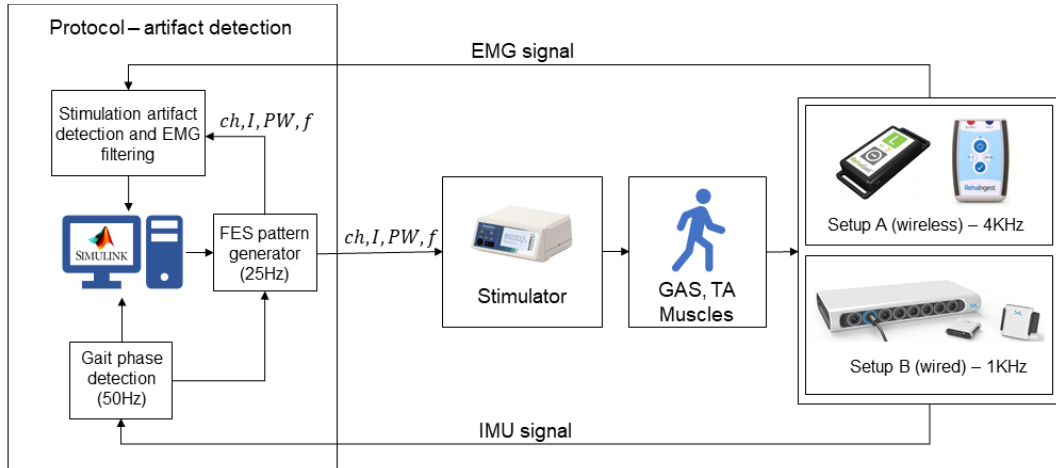 Protocol – artifact detection
EMG signal
Stimulation artifact
detection and EMG
filtering
ch, I, PW, f
SIMULINK
FES pattern
generator
(25Hz)
ch, I, PW, f
Stimulator
GAS, TA
Muscles
L
RehaIngest
Setup A (wireless) – 4KHz
Setup B (wired) – 1KHz
Gait phase
detection
(50Hz)
IMU signal